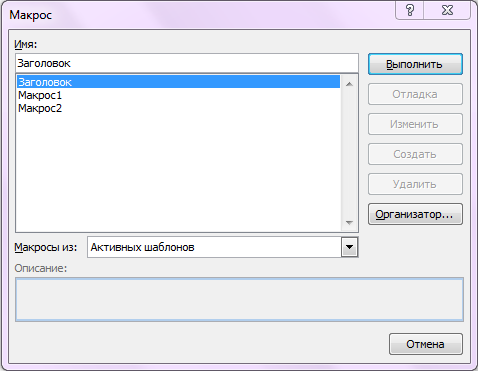 Макрос
Имя:
Заголовок
Выполнить
Заголовок
Макрос1
Макрос2
Отладка
Изменить
Создать
Удалить
Организатор...
Макросы из: Активных шаблонов
Описание:
Отмена